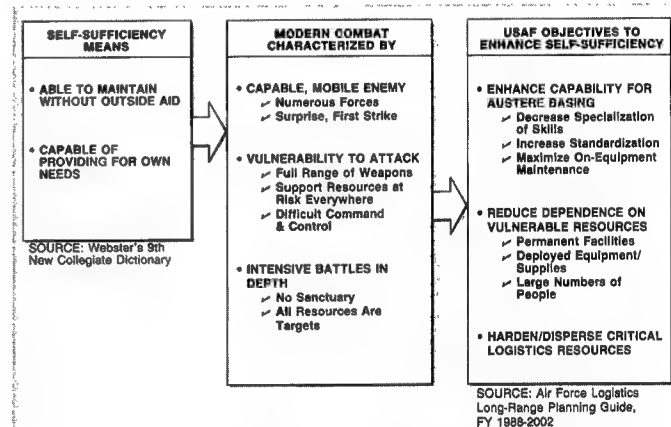 SELF-SUFFICIENCY
MEANS
• ABLE TO MAINTAIN
WITHOUT OUTSIDE AID
• CAPABLE OF
PROVIDING FOR OWN
NEEDS
SOURCE: Webster's 9th
New Collegiate Dictionary
MODERN COMBAT
CHARACTERIZED BY
• CAPABLE, MOBILE ENEMY
✓ Numerous Forces
✓ Surprise, First Strike
• VULNERABILITY TO ATTACK
✓ Full Range of Weapons
✓ Support Resources at
Risk Everywhere
✓ Difficult Command
& Control
• INTENSIVE BATTLES IN
DEPTH
✓ No Sanctuary
✓ All Resources Are
Targets
USAF OBJECTIVES TO
ENHANCE SELF-SUFFICIENCY
• ENHANCE CAPABILITY FOR
AUSTERE BASING
✓ Decrease Specialization
of Skills
✓ Increase Standardization
✓ Maximize On-Equipment
Maintenance
• REDUCE DEPENDENCE ON
VULNERABLE RESOURCES
✓ Permanent Facilities
✓ Deployed Equipment/
Supplies
✓ Large Numbers of
People
• HARDEN/DISPERSE CRITICAL
LOGISTICS RESOURCES
SOURCE: Air Force Logistics
Long-Range Planning Guide,
FY 1988-2002